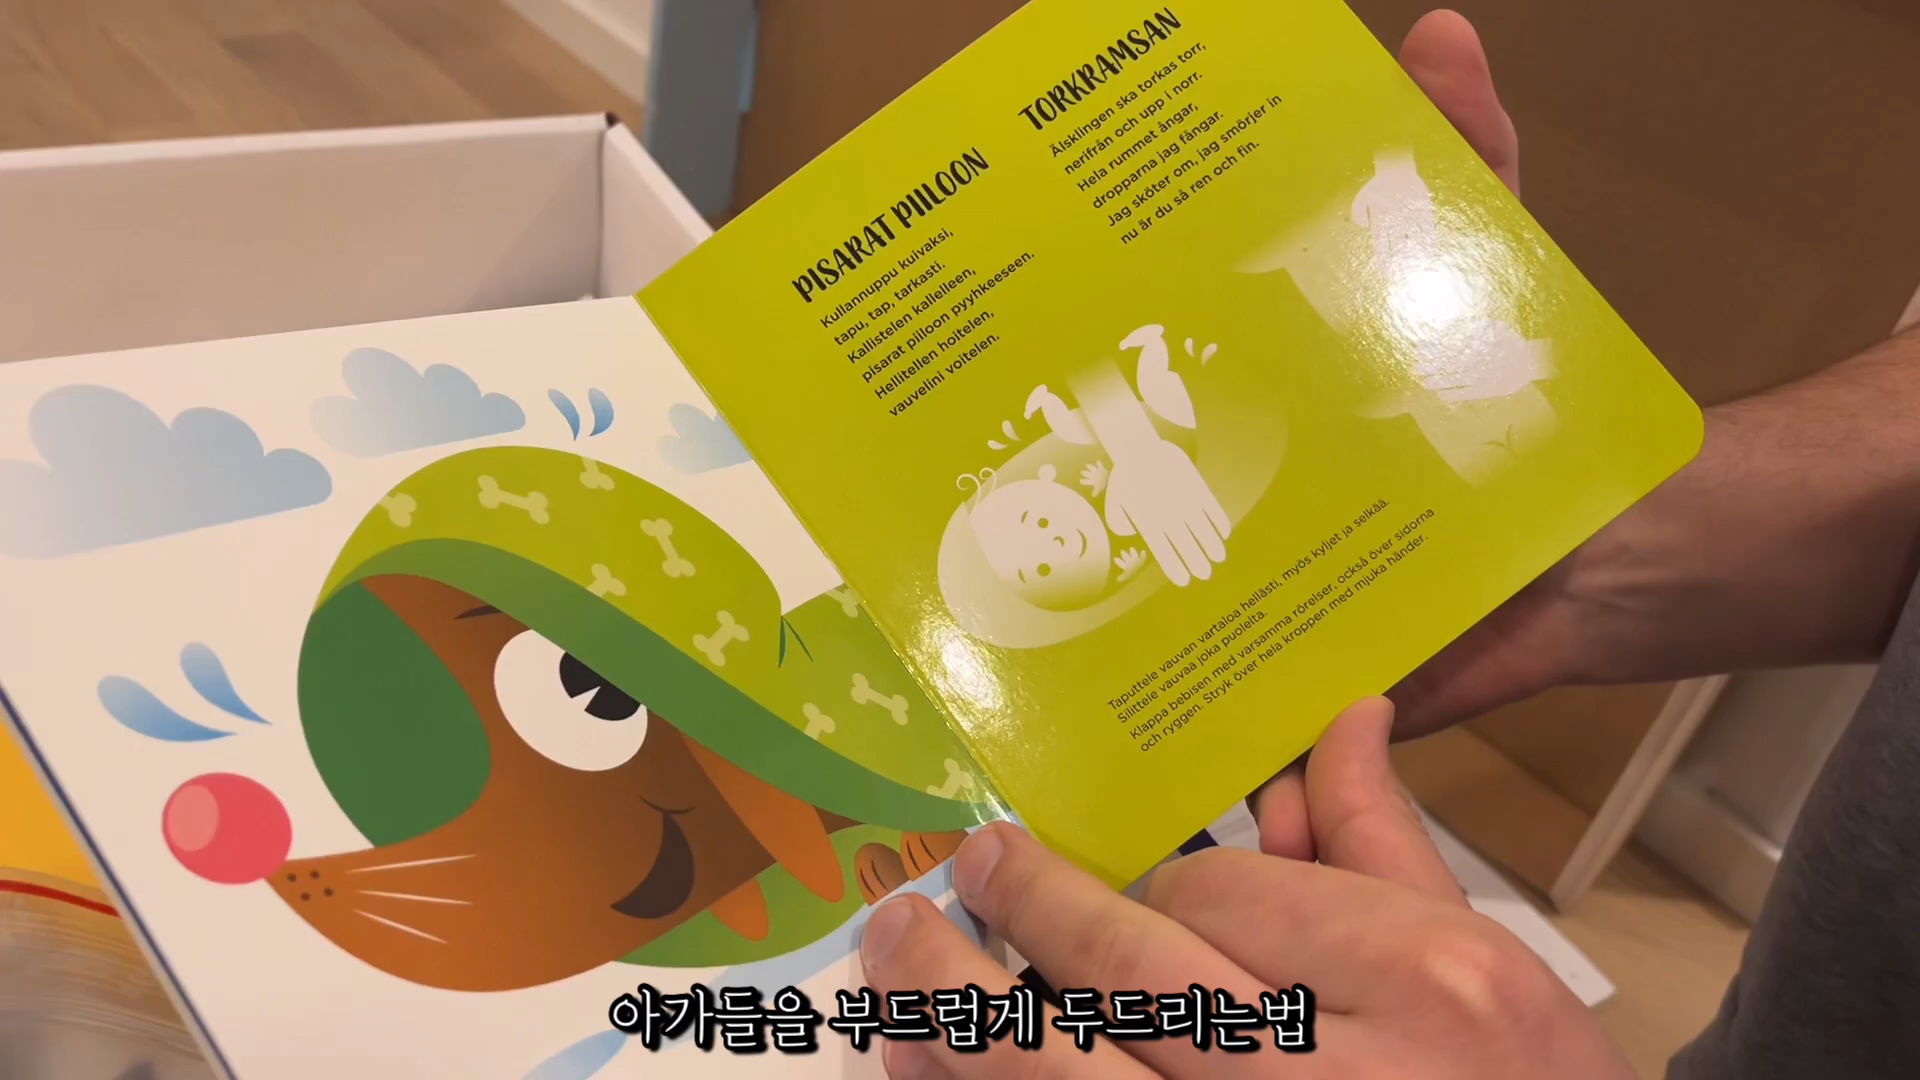 PISARAT PIILOON
Kullannuppu kuivaksi,
tapu, tap, tarkasti.
Kallistelen kallelleen,
pisarat piiloon pyyhkeeseen.
Hellitellen hoitelen,
vauvelini voitelen.
TORKRAMSAN
Älsklingen ska torkas torr,
nerifrån och upp i norr.
Hela rummet ångar,
dropparna jag fångar.
Jag sköter om, jag smörjer in
nu är du så ren och fin.
Taputtele vauvan vartaloa hellästi, myös kyljet ja selkää.
Silittele vauvaa joka puolelta.
Klappa bebisen med varsamma rörelser, också över sidorna
och ryggen. Stryk över hela kroppen med mjuka händer.
아가들을 부드럽게 두드리는법